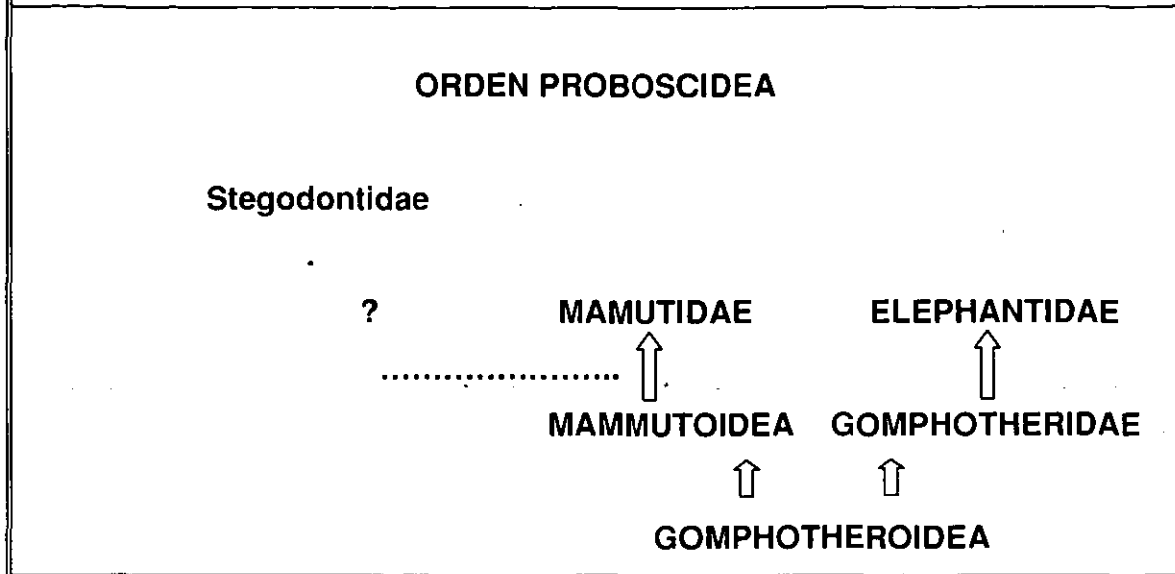 ORDEN PROBOSCIDEA
Stegodontidae
? MAMUTIDAE ELEPHANTIDAE
MAMMUTOIDEA GOMPHOTHERIDAE
GOMPHOTHEROIDEA